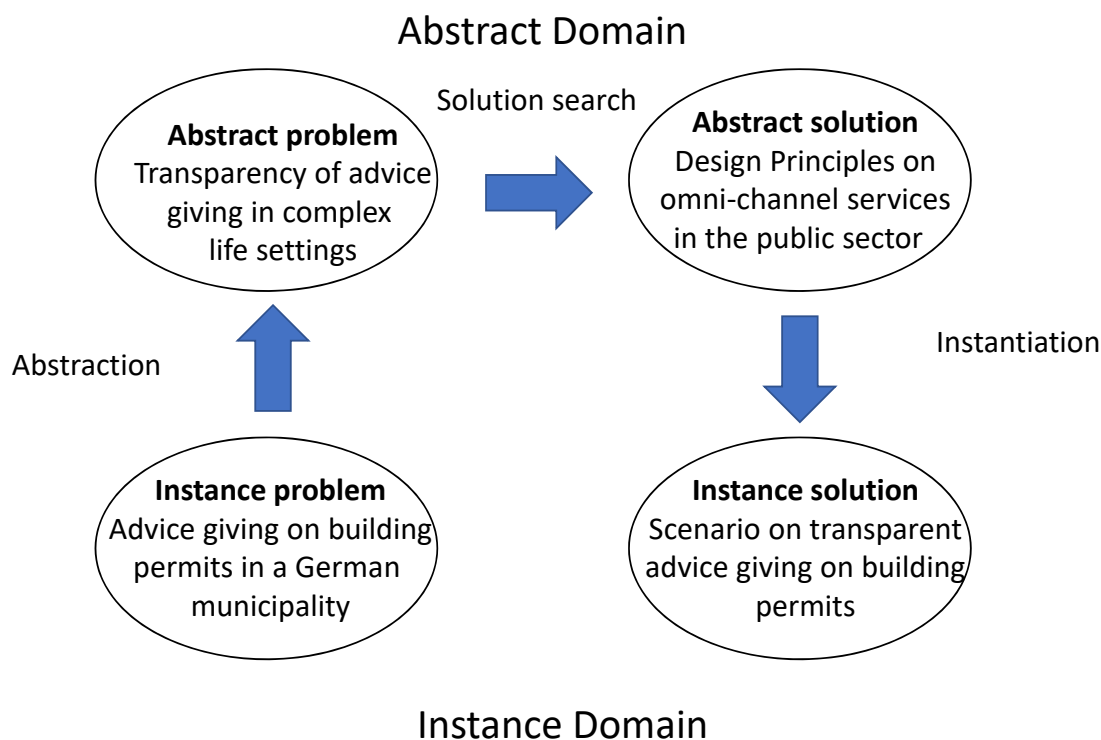 Abstract Domain
Solution search
Abstract problem
Transparency of advice
giving in complex
life settings
Abstract solution
Design Principles on
omni-channel services
in the public sector
Abstraction
Instantiation
Instance problem
Advice giving on building
permits in a German
municipality
Instance solution
Scenario on transparent
advice giving on building
permits
Instance Domain